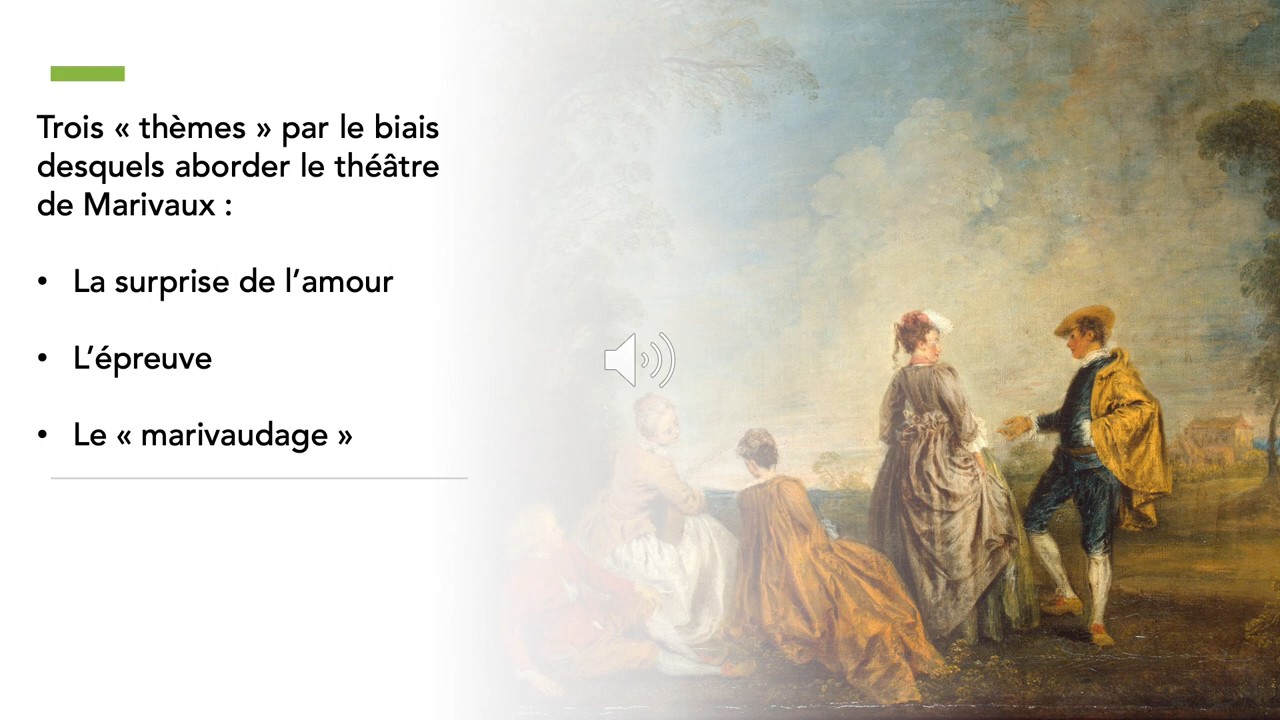 Trois « thèmes » par le biais
desquels aborder le théâtre
de Marivaux :
• La surprise de l’amour
• L’épreuve
• Le « marivaudage »